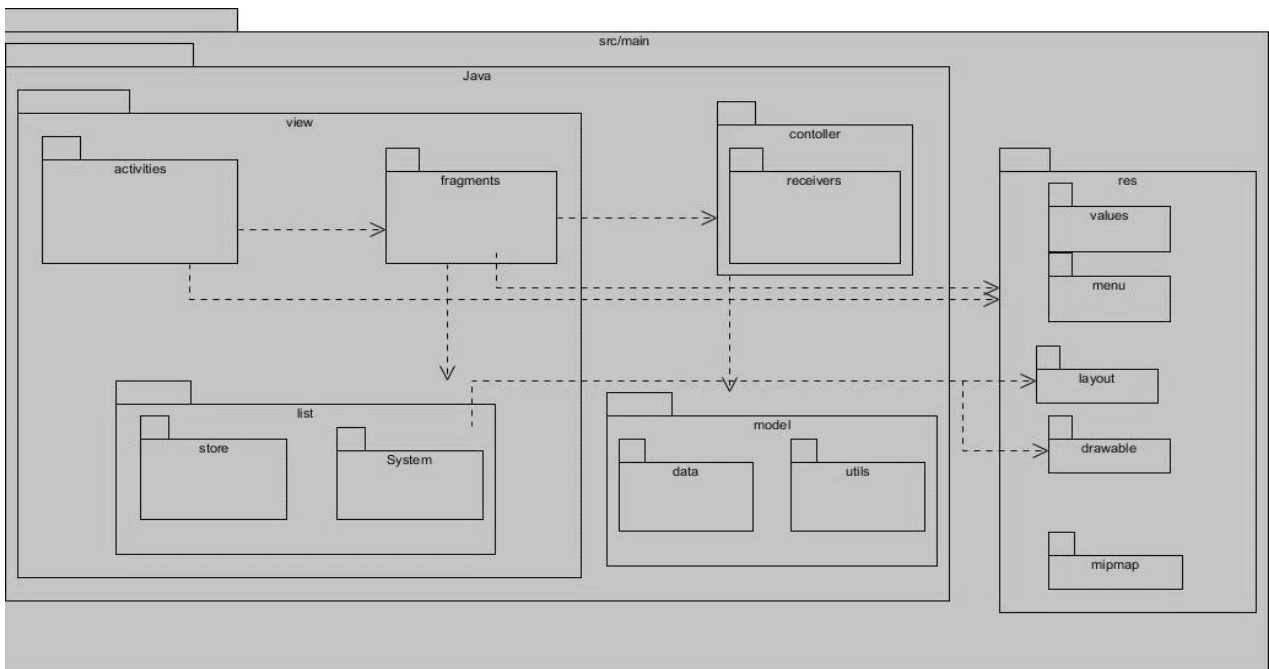 src/main
Java
view
activities
fragments
contoller
receivers
res
values
menu
layout
drawable
mipmap
list
store
System
model
data
utils